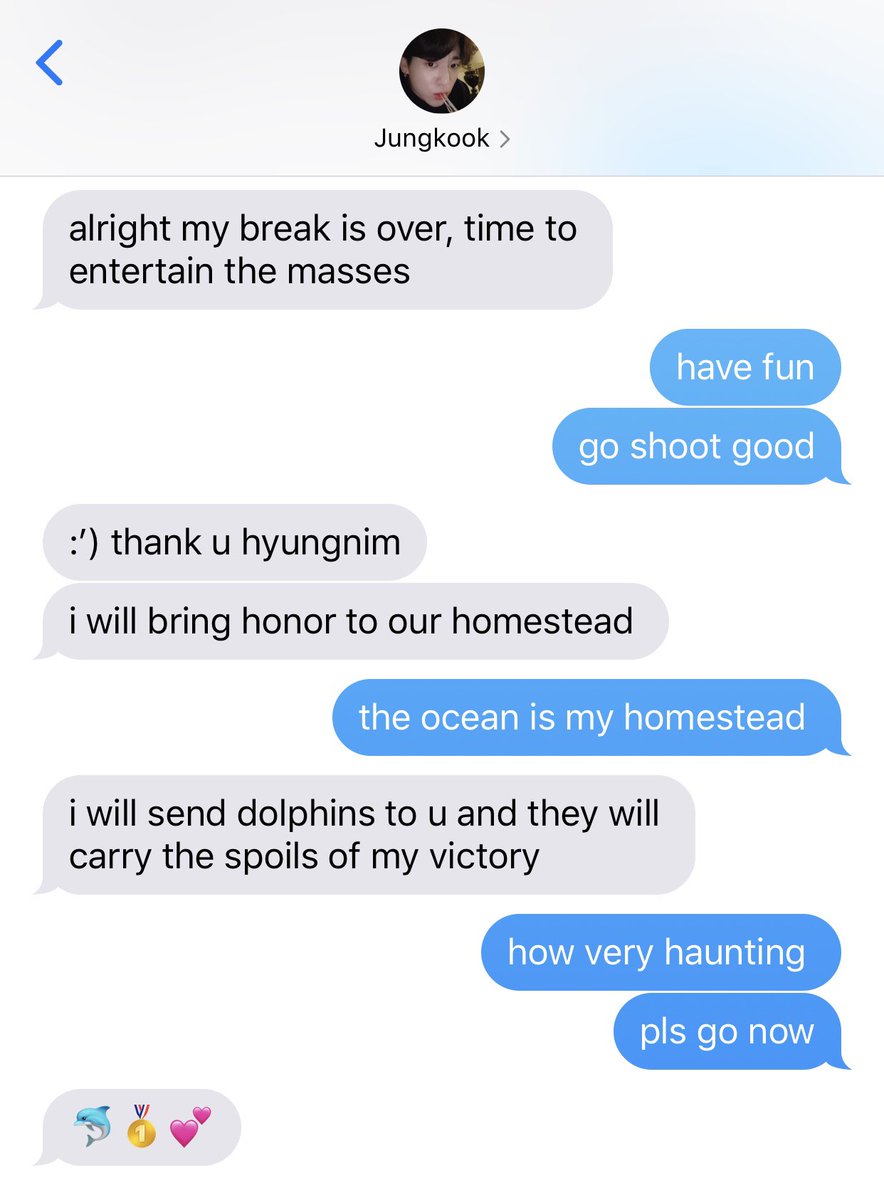 Jungkook
alright my break is over, time to
entertain the masses
have fun
go shoot good
:’) thank u hyungnim
i will bring honor to our homestead
the ocean is my homestead
i will send dolphins to u and they will
carry the spoils of my victory
how very haunting
pls go now
🐬🥇💕